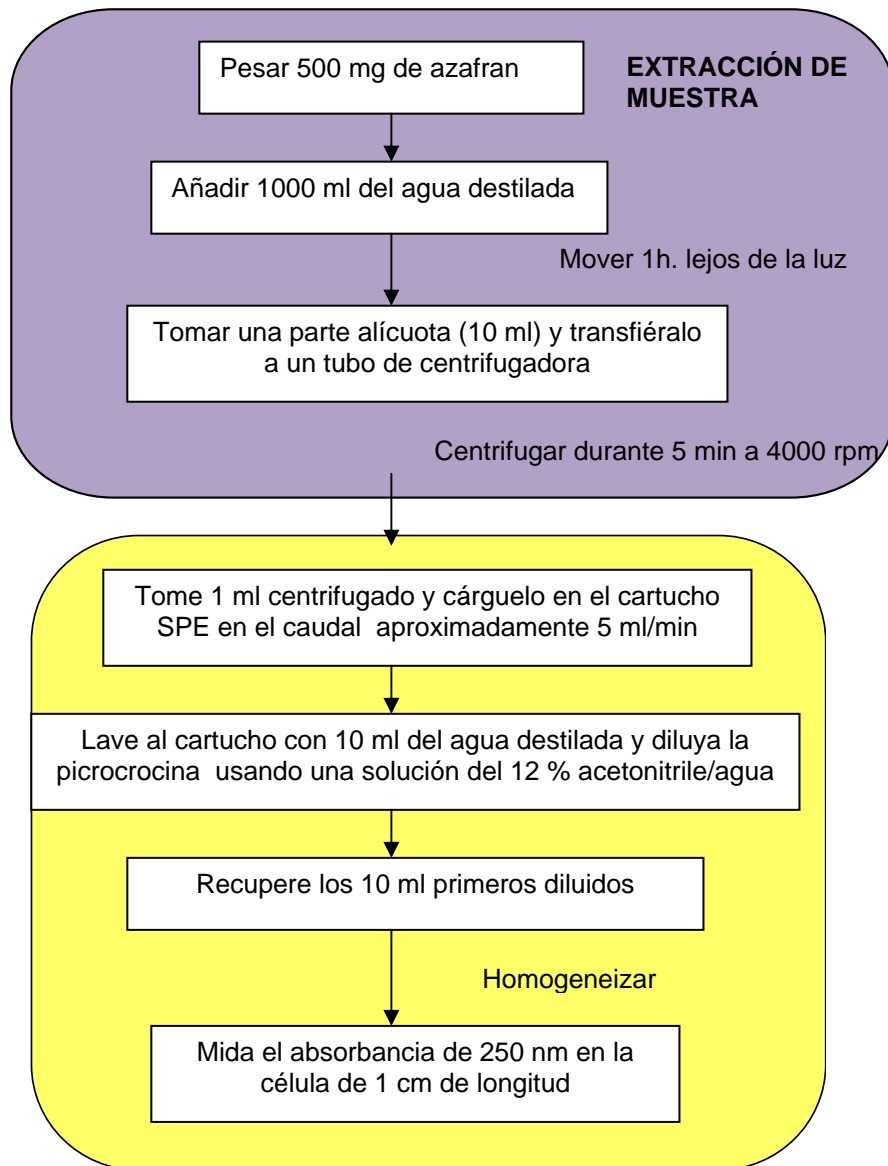 Pesar 500 mg de azafran
EXTRACCIÓN DE
MUESTRA
Añadir 1000 ml del agua destilada
Mover 1h. lejos de la luz
Tomar una parte alícuota (10 ml) y transfiéralo
a un tubo de centrifugadora
Centrifugar durante 5 min a 4000 rpm
Tome 1 ml centrifugado y cárguelo en el cartucho
SPE en el caudal aproximadamente 5 ml/min
Lave al cartucho con 10 ml del agua destilada y diluya la
picrocrocina usando una solución del 12 % acetonitrile/agua
Recupere los 10 ml primeros diluidos
Homogeneizar
Mida el absorbancia de 250 nm en la
célula de 1 cm de longitud